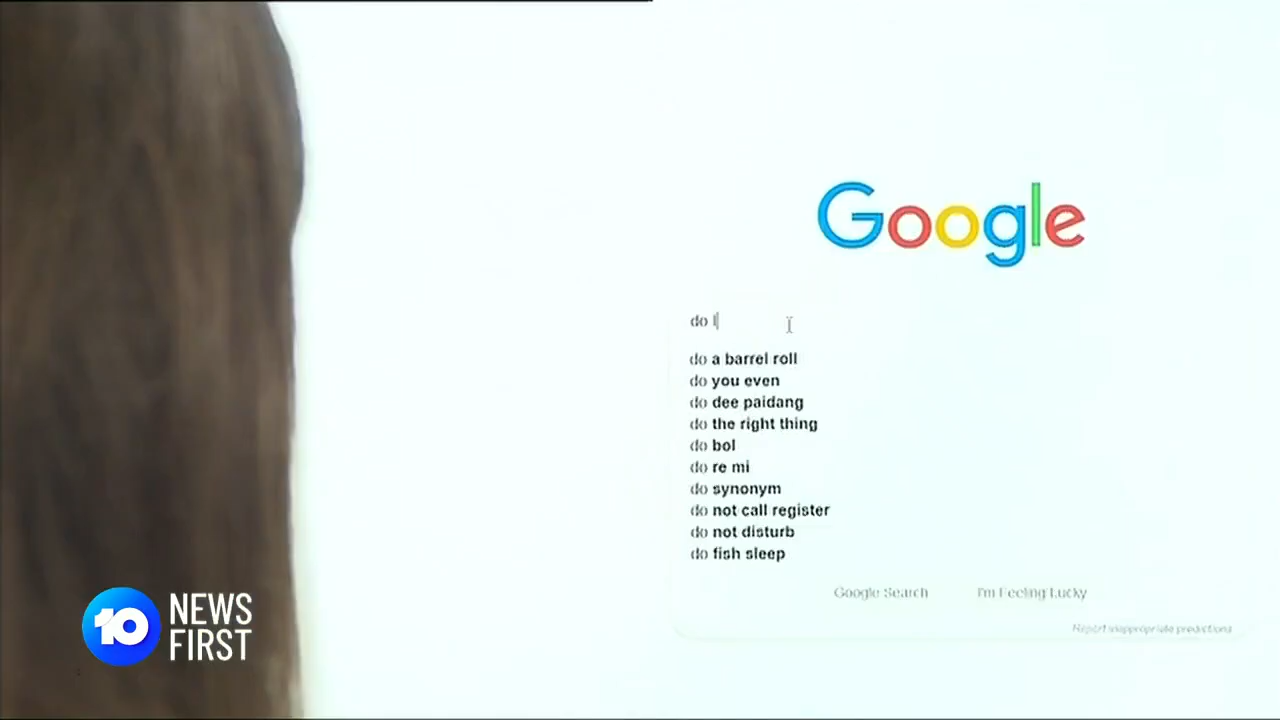 Google
do I
do a barrel roll
do you even
do dee paidang
do the right thing
do bol
do re mi
do synonym
do not call register
do not disturb
do fish sleep
Google Search I'm Feeling Lucky
Report inappropriate predictions
10 NEWS
FIRST